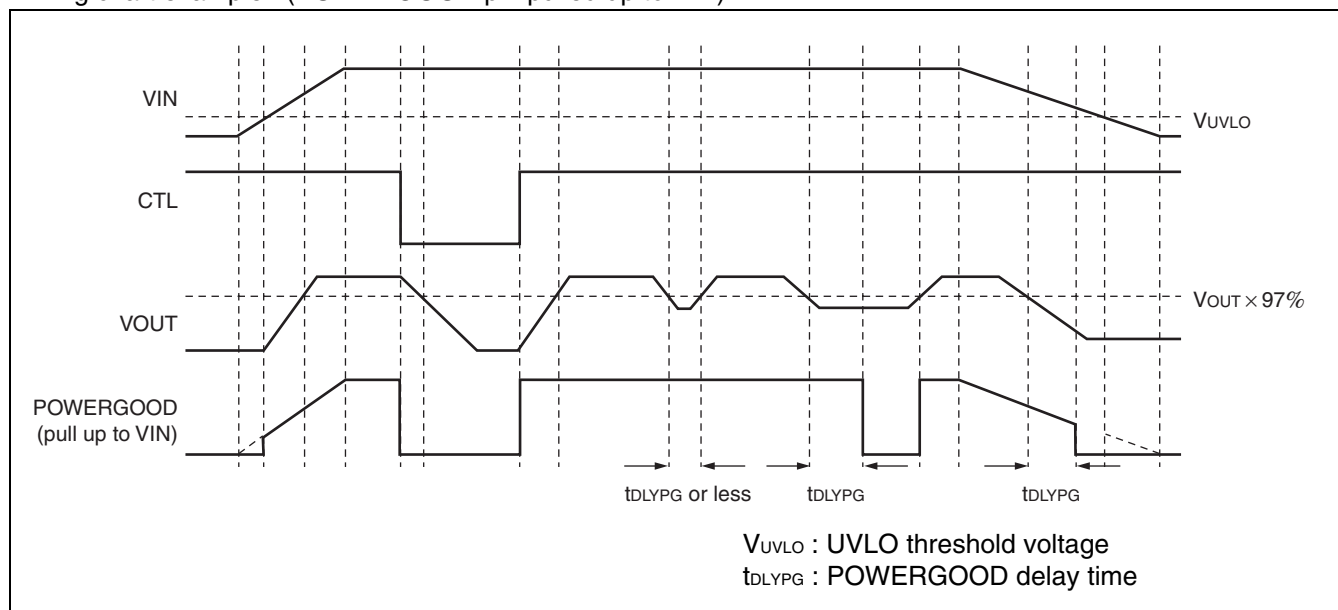 VIN
VUVLO
CTL
VOUT
VOUT × 97%
POWERGOOD
(pull up to VIN)
tDLYPG or less
tDLYPG
tDLYPG
VUVLO : UVLO threshold voltage
tDLYPG : POWERGOOD delay time